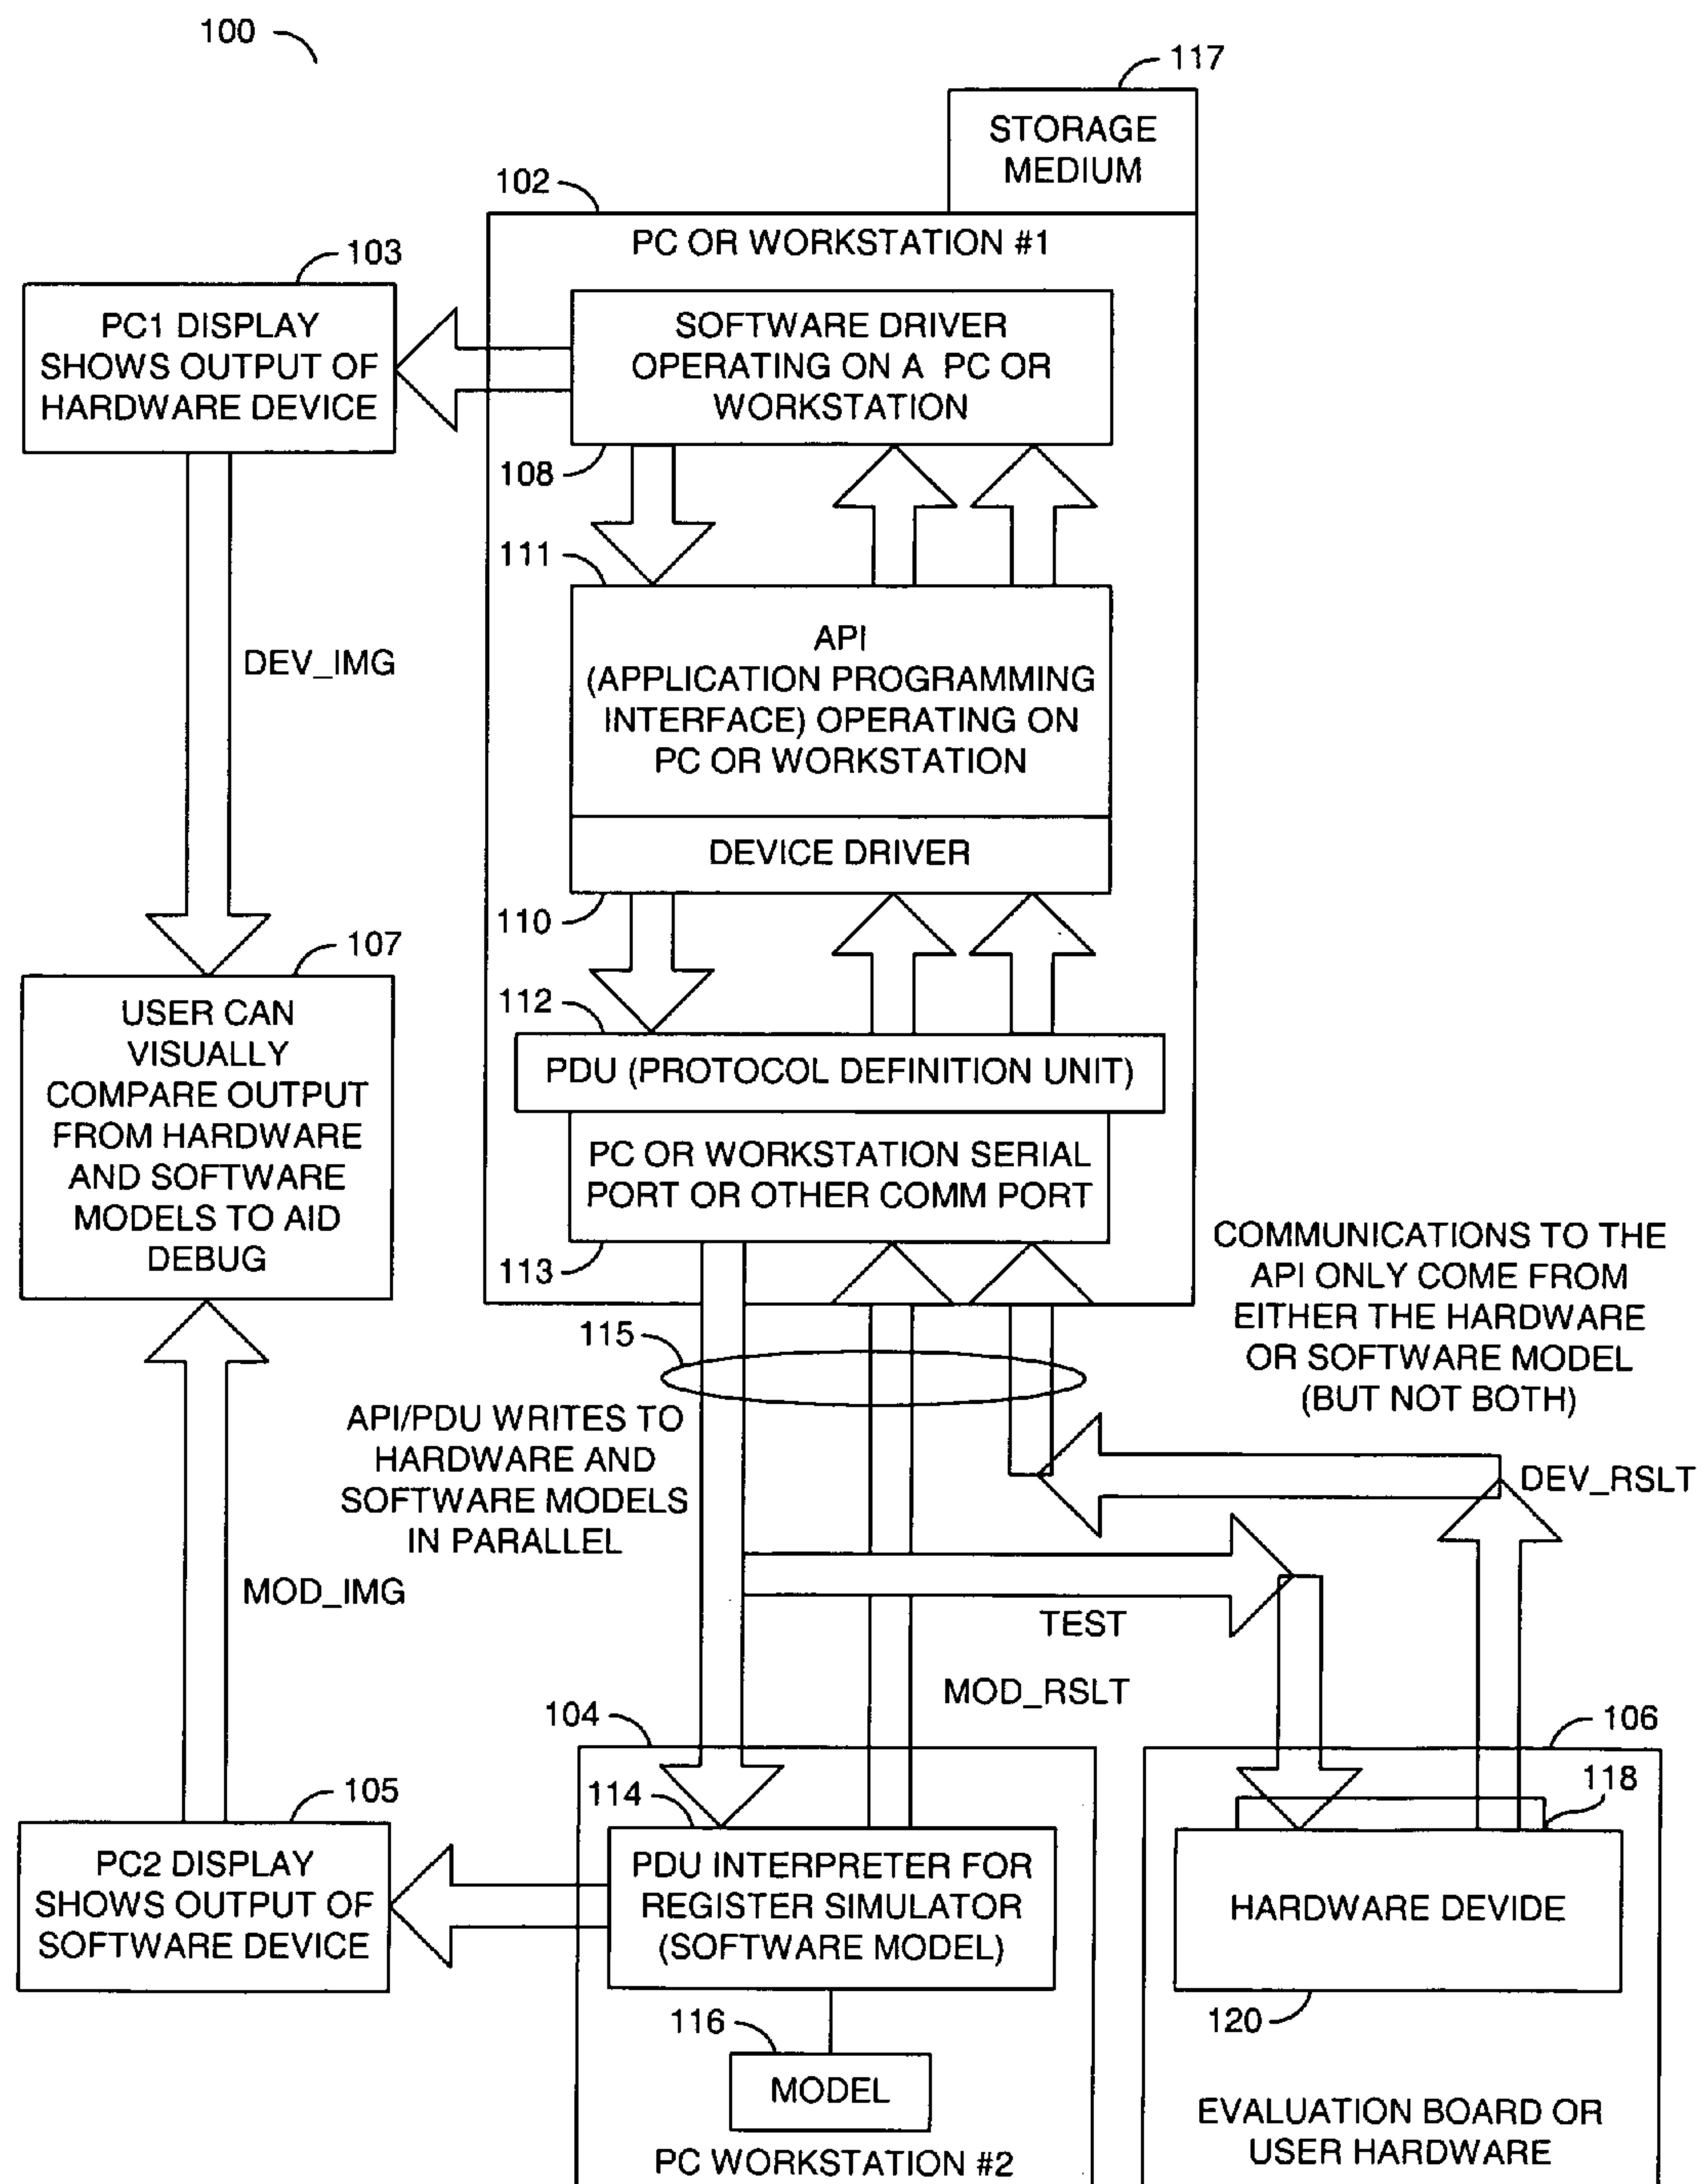 100
117
STORAGE
MEDIUM
102
PC OR WORKSTATION #1
103
PC1 DISPLAY
SHOWS OUTPUT OF
HARDWARE DEVICE
SOFTWARE DRIVER
OPERATING ON A PC OR
WORKSTATION
108
111
API
(APPLICATION PROGRAMMING
INTERFACE) OPERATING ON
PC OR WORKSTATION
DEV_IMG
DEVICE DRIVER
110
107
USER CAN
VISUALLY
COMPARE OUTPUT
FROM HARDWARE
AND SOFTWARE
MODELS TO AID
DEBUG
112
PDU (PROTOCOL DEFINITION UNIT)
PC OR WORKSTATION SERIAL
PORT OR OTHER COMM PORT
113
COMMUNICATIONS TO THE
API ONLY COME FROM
EITHER THE HARDWARE
OR SOFTWARE MODEL
(BUT NOT BOTH)
115
API/PDU WRITES TO
HARDWARE AND
SOFTWARE MODELS
IN PARALLEL
DEV_RSLT
MOD_IMG
TEST
MOD_RSLT
104
106
105
PC2 DISPLAY
SHOWS OUTPUT OF
SOFTWARE DEVICE
114
PDU INTERPRETER FOR
REGISTER SIMULATOR
(SOFTWARE MODEL)
118
HARDWARE DEVIDE
120
116
MODEL
PC WORKSTATION #2
EVALUATION BOARD OR
USER HARDWARE